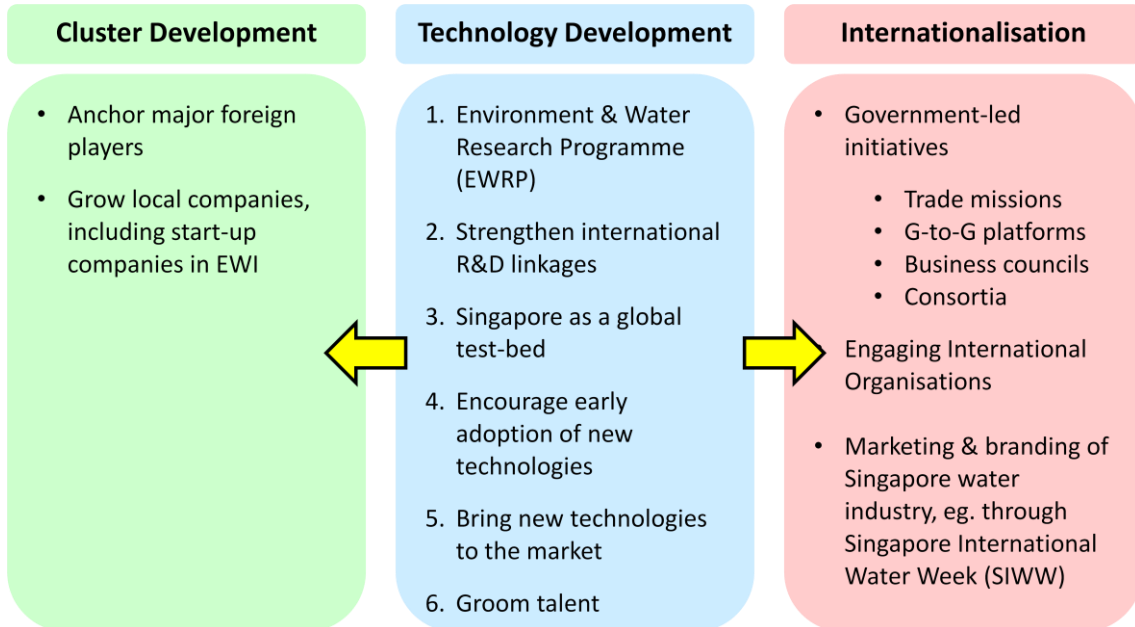 Cluster Development
• Anchor major foreign
players
• Grow local companies,
including start-up
companies in EWI
Technology Development
1. Environment & Water
Research Programme
(EWRP)
2. Strengthen international
R&D linkages
3. Singapore as a global
test-bed
4. Encourage early
adoption of new
technologies
5. Bring new technologies
to the market
6. Groom talent
Internationalisation
• Government-led
initiatives
• Trade missions
• G-to-G platforms
• Business councils
• Consortia
• Engaging International
Organisations
• Marketing & branding of
Singapore water
industry, eg. through
Singapore International
Water Week (SIWW)